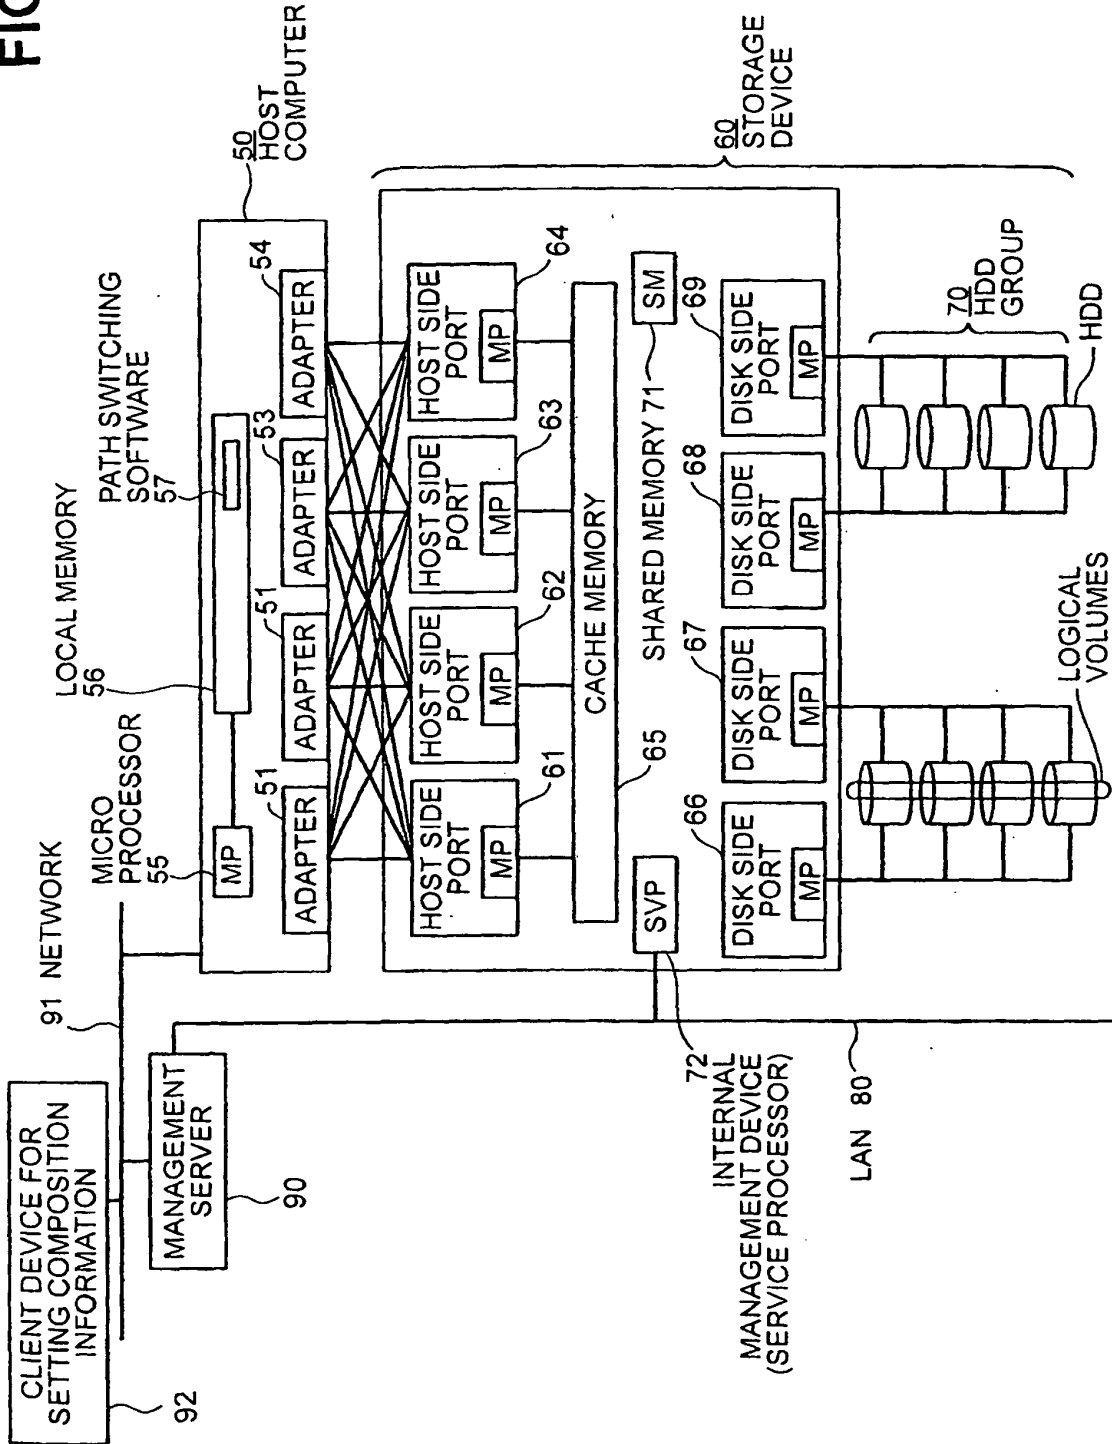 FIG
CLIENT DEVICE FOR
SETTING COMPOSITION
INFORMATION
92
91 NETWORK
MANAGEMENT
SERVER
90
MICRO
PROCESSOR
55
LOCAL MEMORY
56
PATH SWITCHING
SOFTWARE
57
50
HOST
COMPUTER
MP
51
51
53
54
ADAPTER
ADAPTER
ADAPTER
ADAPTER
60
STORAGE
DEVICE
HOST SIDE
PORT
MP
61
HOST SIDE
PORT
MP
62
HOST SIDE
PORT
MP
63
HOST SIDE
PORT
MP
64
CACHE MEMORY
65
SVP
SHARED MEMORY 71
SM
72
INTERNAL
MANAGEMENT DEVICE
(SERVICE PROCESSOR)
66
DISK SIDE
PORT
MP
67
DISK SIDE
PORT
MP
68
DISK SIDE
PORT
MP
69
DISK SIDE
PORT
MP
LAN 80
LOGICAL
VOLUMES
70
HDD
GROUP
HDD